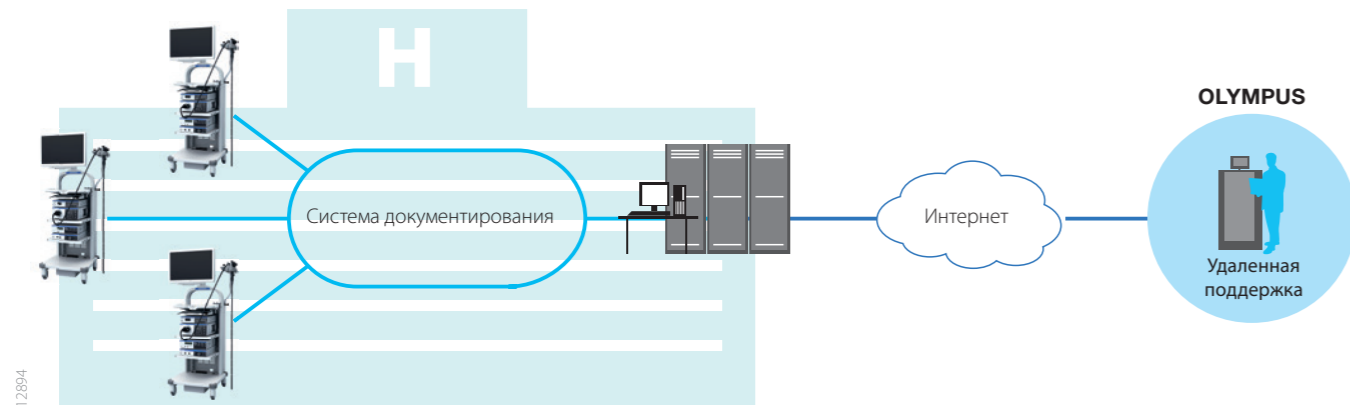 H
OLYMPUS
Система документирования
Интернет
Удаленная
поддержка
12894